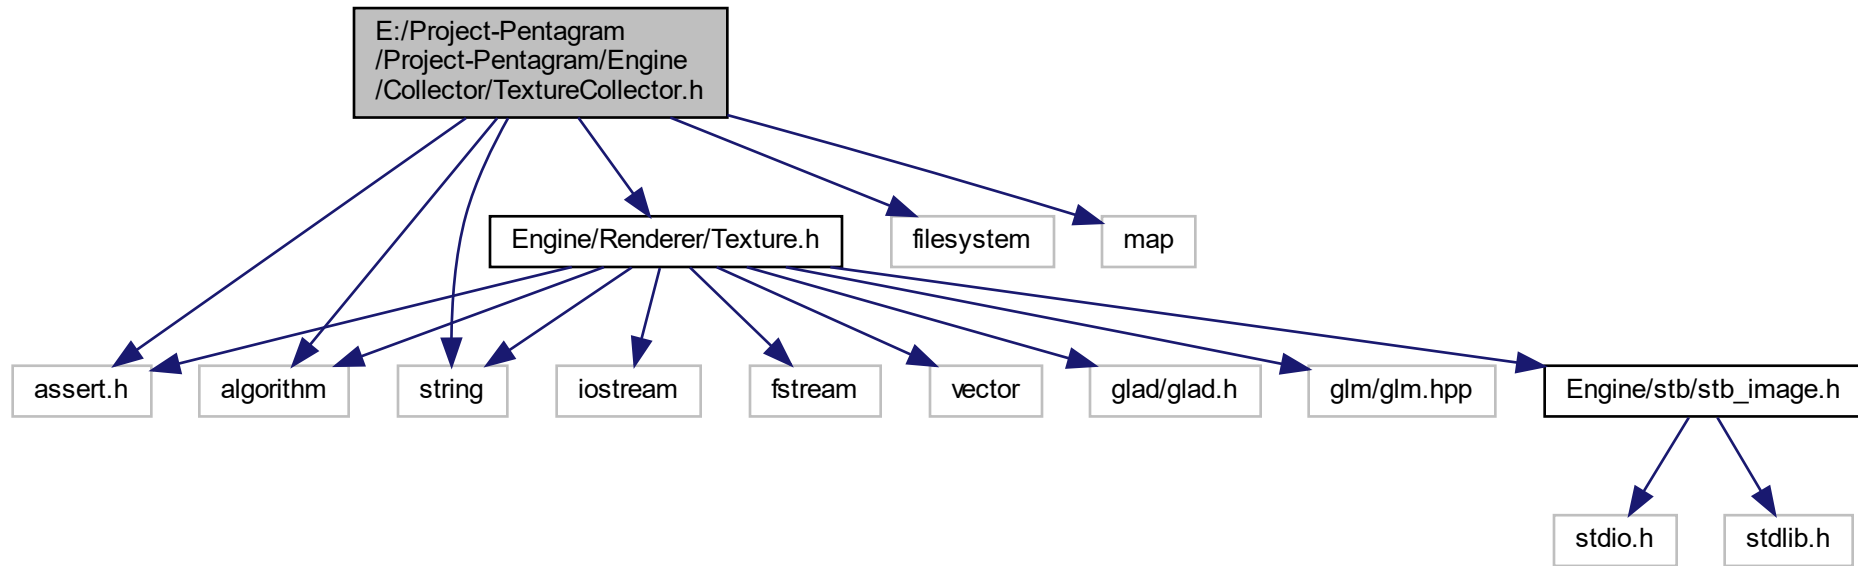 E:/Project-Pentagram
/Project-Pentagram/Engine
/Collector/TextureCollector.h
Engine/Renderer/Texture.h
filesystem
map
assert.h
algorithm
string
iostream
fstream
vector
glad/glad.h
glm/glm.hpp
Engine/stb/stb_image.h
stdio.h
stdlib.h